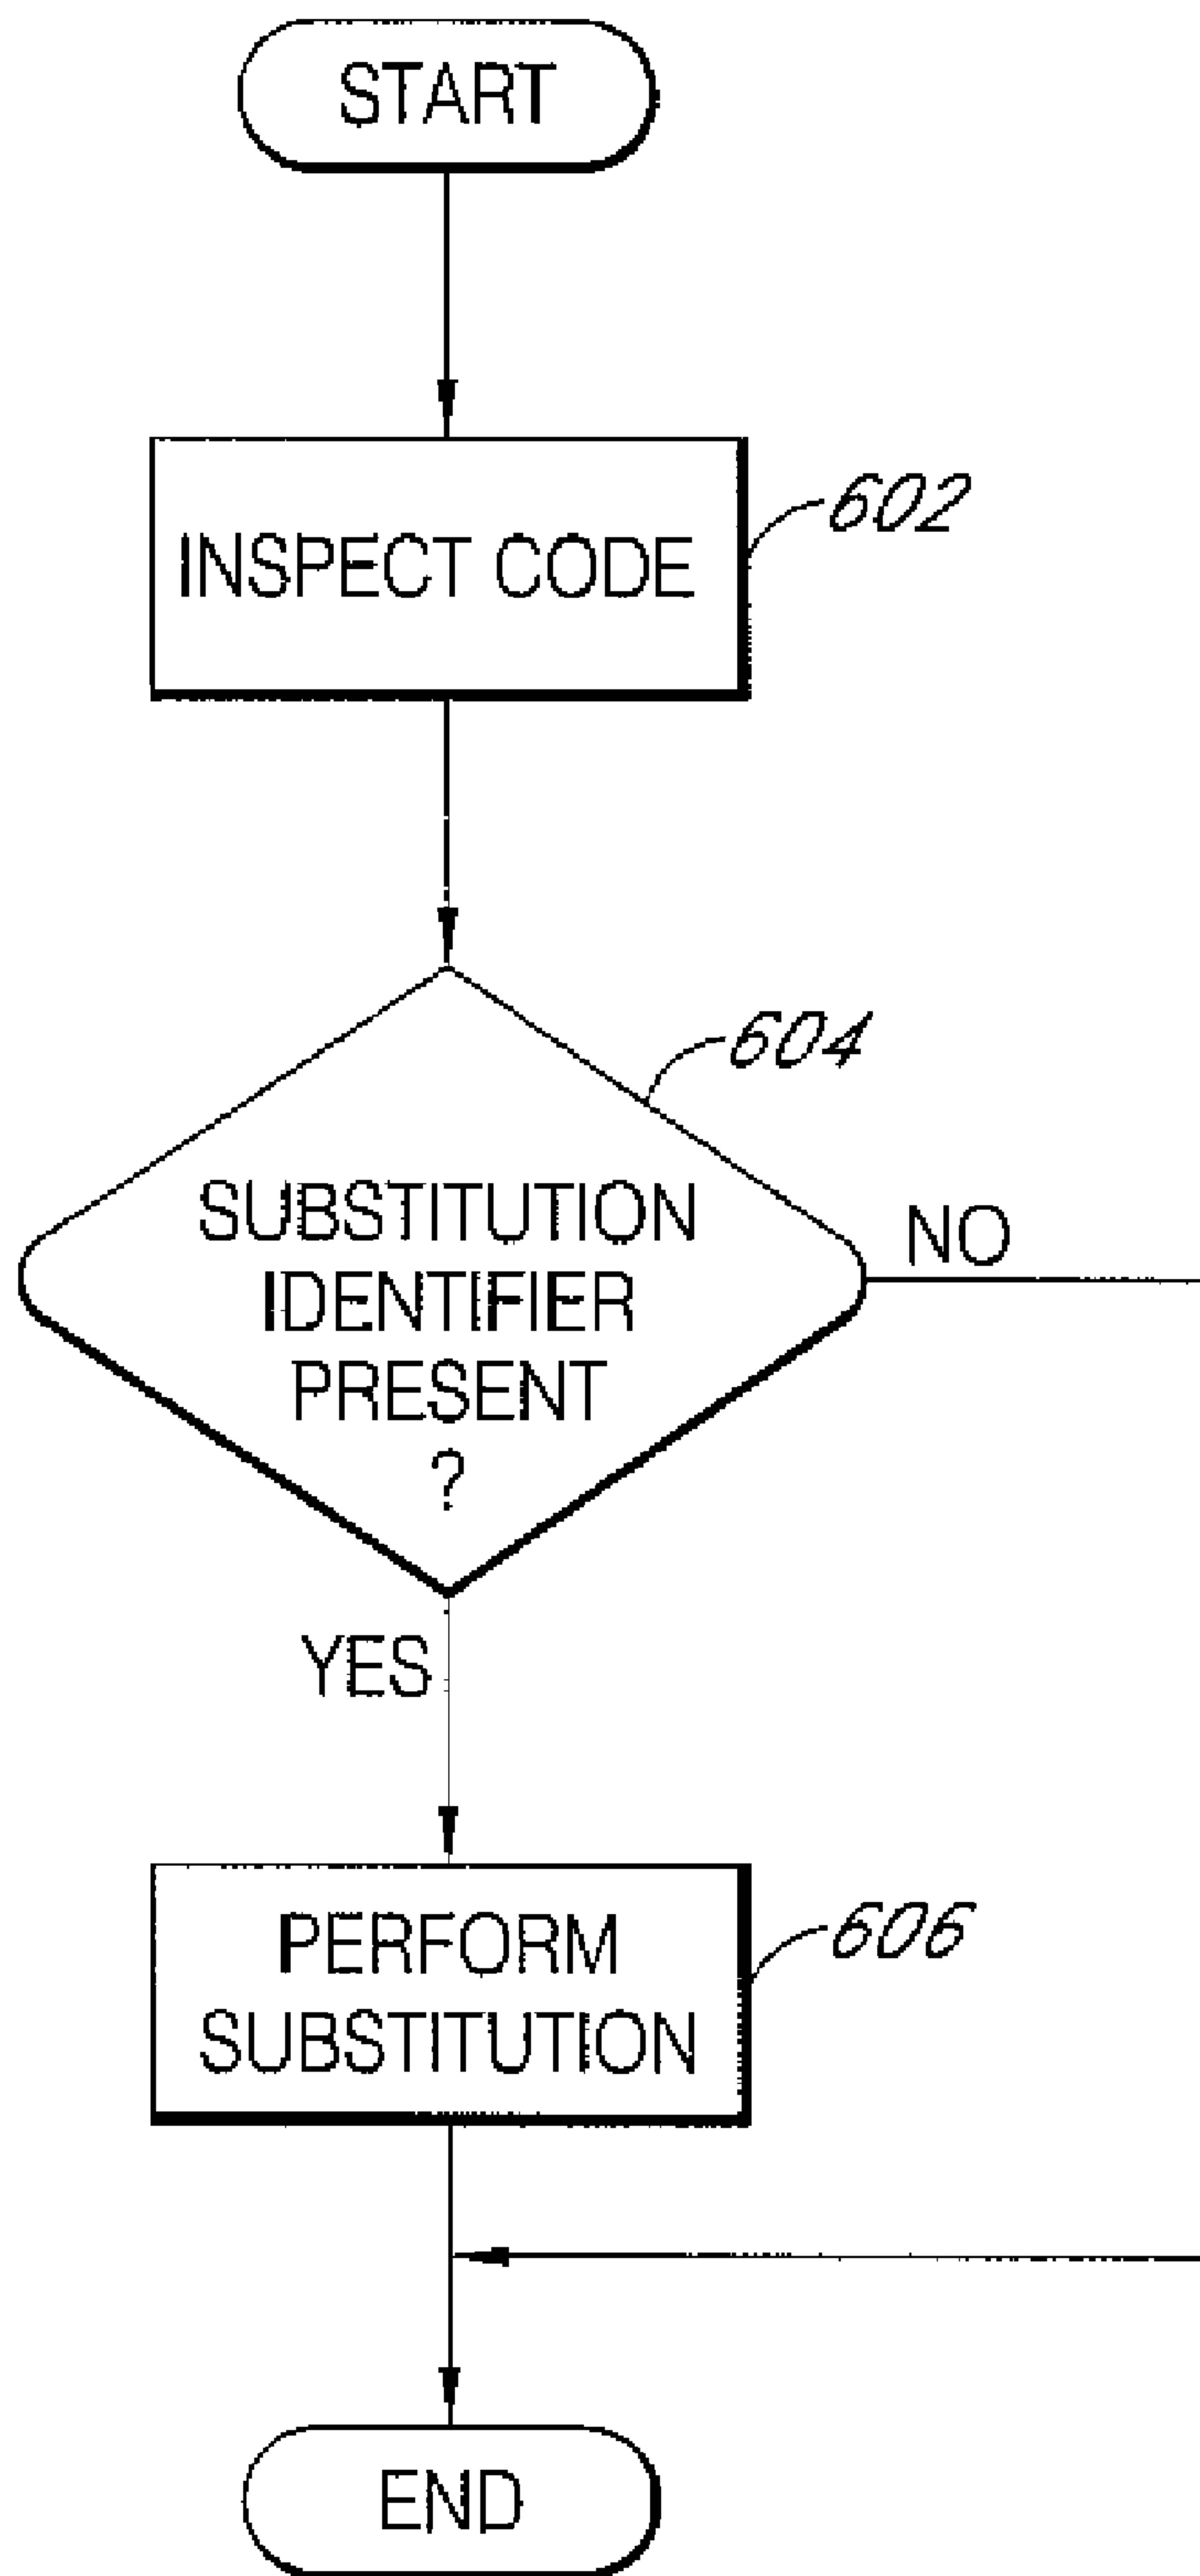 START
INSPECT CODE
602
604
SUBSTITUTION
IDENTIFIER
PRESENT
?
NO
YES
PERFORM
SUBSTITUTION
606
END